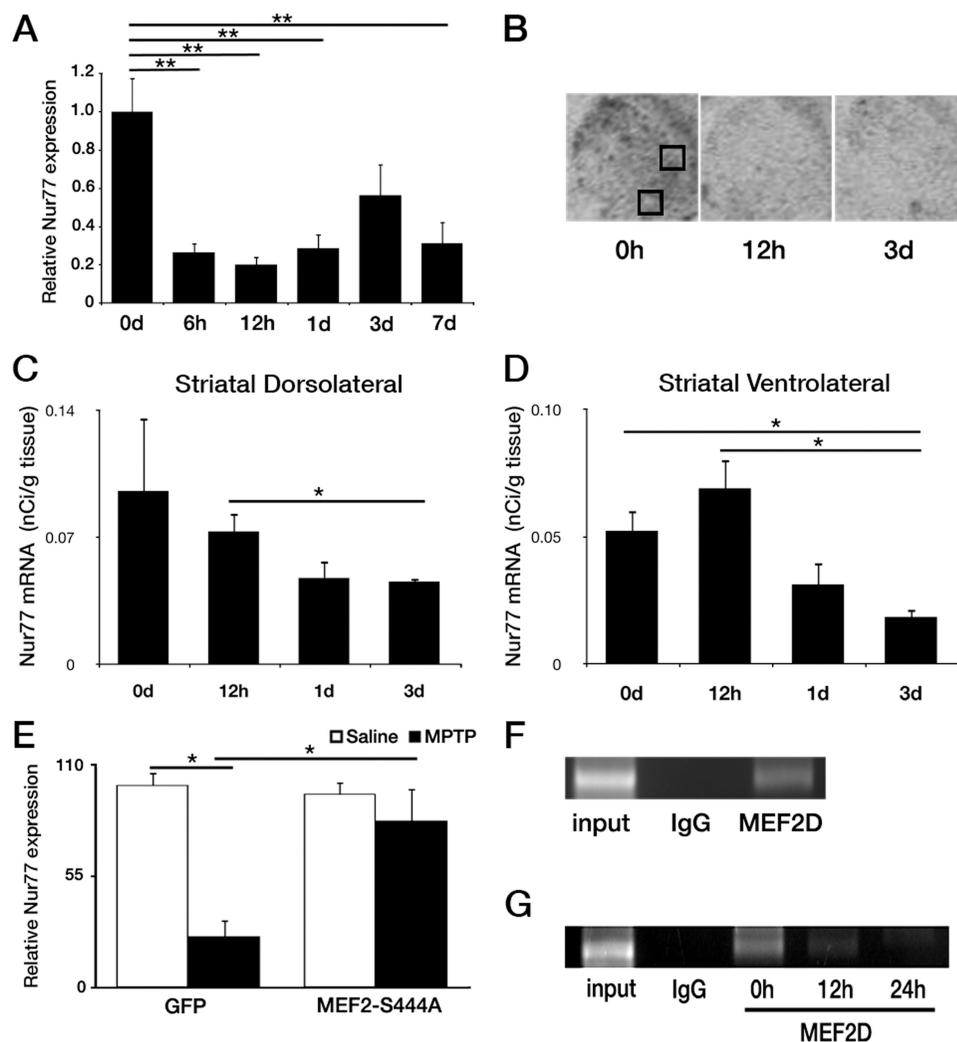 A
**
**
**
**
Relative Nur77 expression
1.2
1.0
0.8
0.6
0.4
0.2
0
0d 6h 12h 1d 3d 7d
B
0h 12h 3d
C
Striatal Dorsolateral
Nur77 mRNA (nCi/g tissue)
0.14
0.07
0
*
0d 12h 1d 3d
D
Striatal Ventrolateral
Nur77 mRNA (nCi/g tissue)
0.10
0.05
0
*
*
0d 12h 1d 3d
E
Saline MPTP
*
*
Relative Nur77 expression
110
55
0
GFP MEF2-S444A
F
input IgG MEF2D
G
input IgG 0h 12h 24h
MEF2D